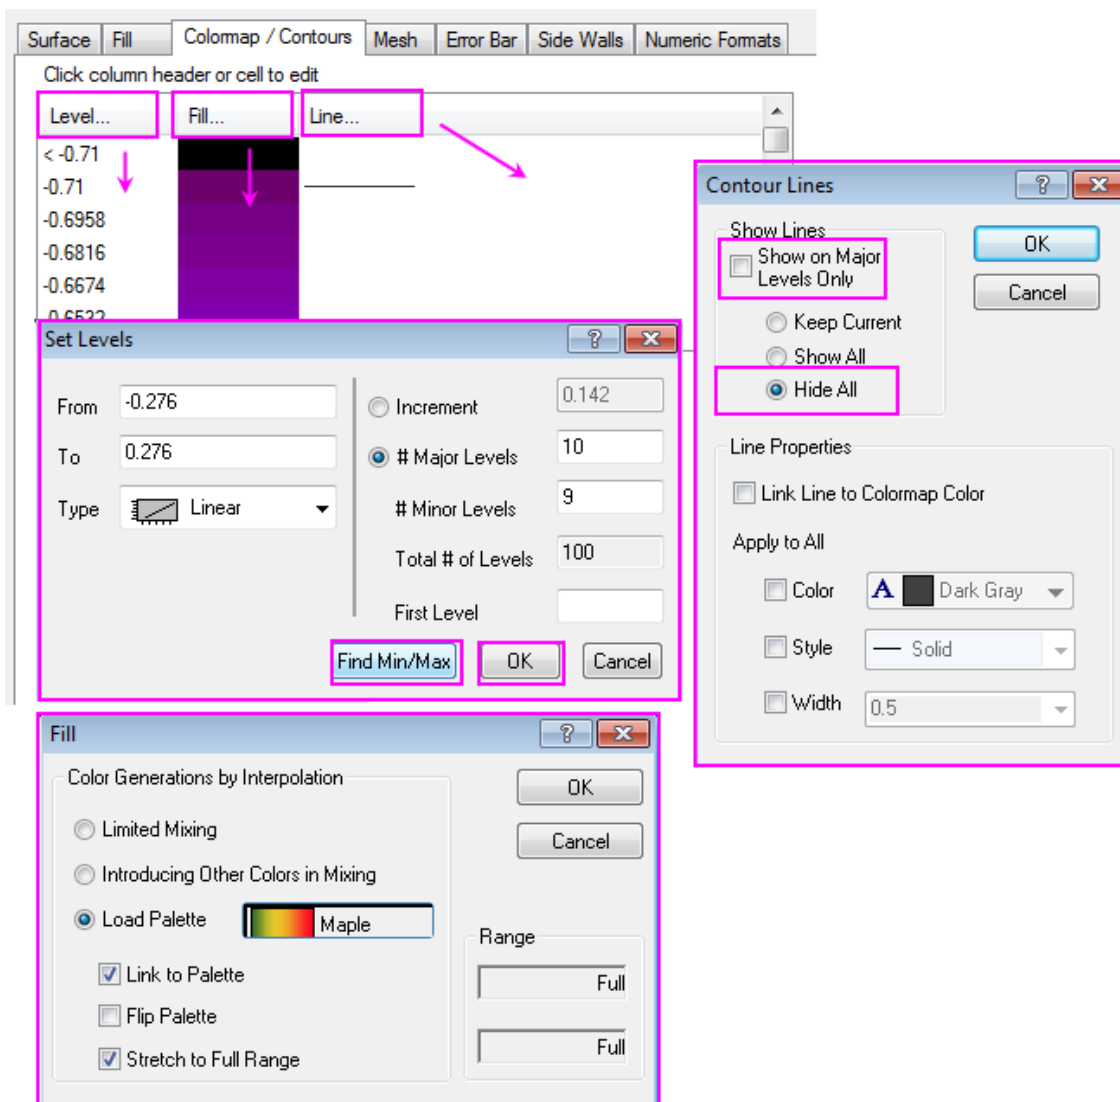 Surface Fill Colormap / Contours Mesh Error Bar Side Walls Numeric Formats
Click column header or cell to edit
Level... Fill... Line...
< -0.71
-0.71
-0.6958
-0.6816
-0.6674
-0.6532
Set Levels
From -0.276
To 0.276
Type Linear
Increment 0.142
# Major Levels 10
# Minor Levels 9
Total # of Levels 100
First Level
Find Min/Max OK Cancel
Contour Lines
Show Lines
Show on Major
Levels Only
Keep Current
Show All
Hide All
OK
Cancel
Line Properties
Link Line to Colormap Color
Apply to All
Color A Dark Gray
Style Solid
Width 0.5
Fill
Color Generations by Interpolation
Limited Mixing
Introducing Other Colors in Mixing
Load Palette Maple
Link to Palette
Flip Palette
Stretch to Full Range
OK
Cancel
Range
Full
Full